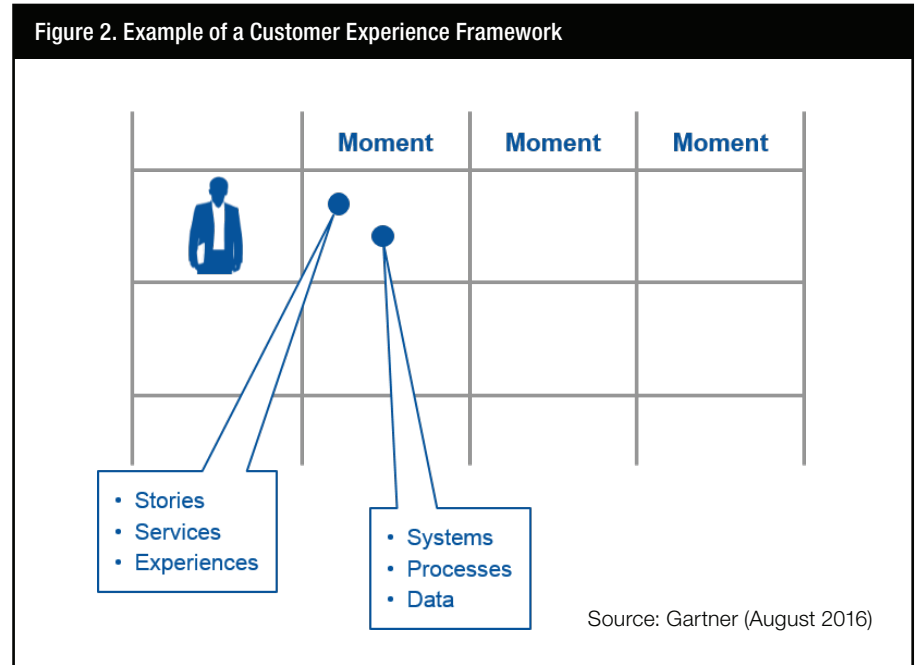 Figure 2. Example of a Customer Experience Framework
Moment Moment Moment
• Stories
• Services
• Experiences
• Systems
• Processes
• Data
Source: Gartner (August 2016)